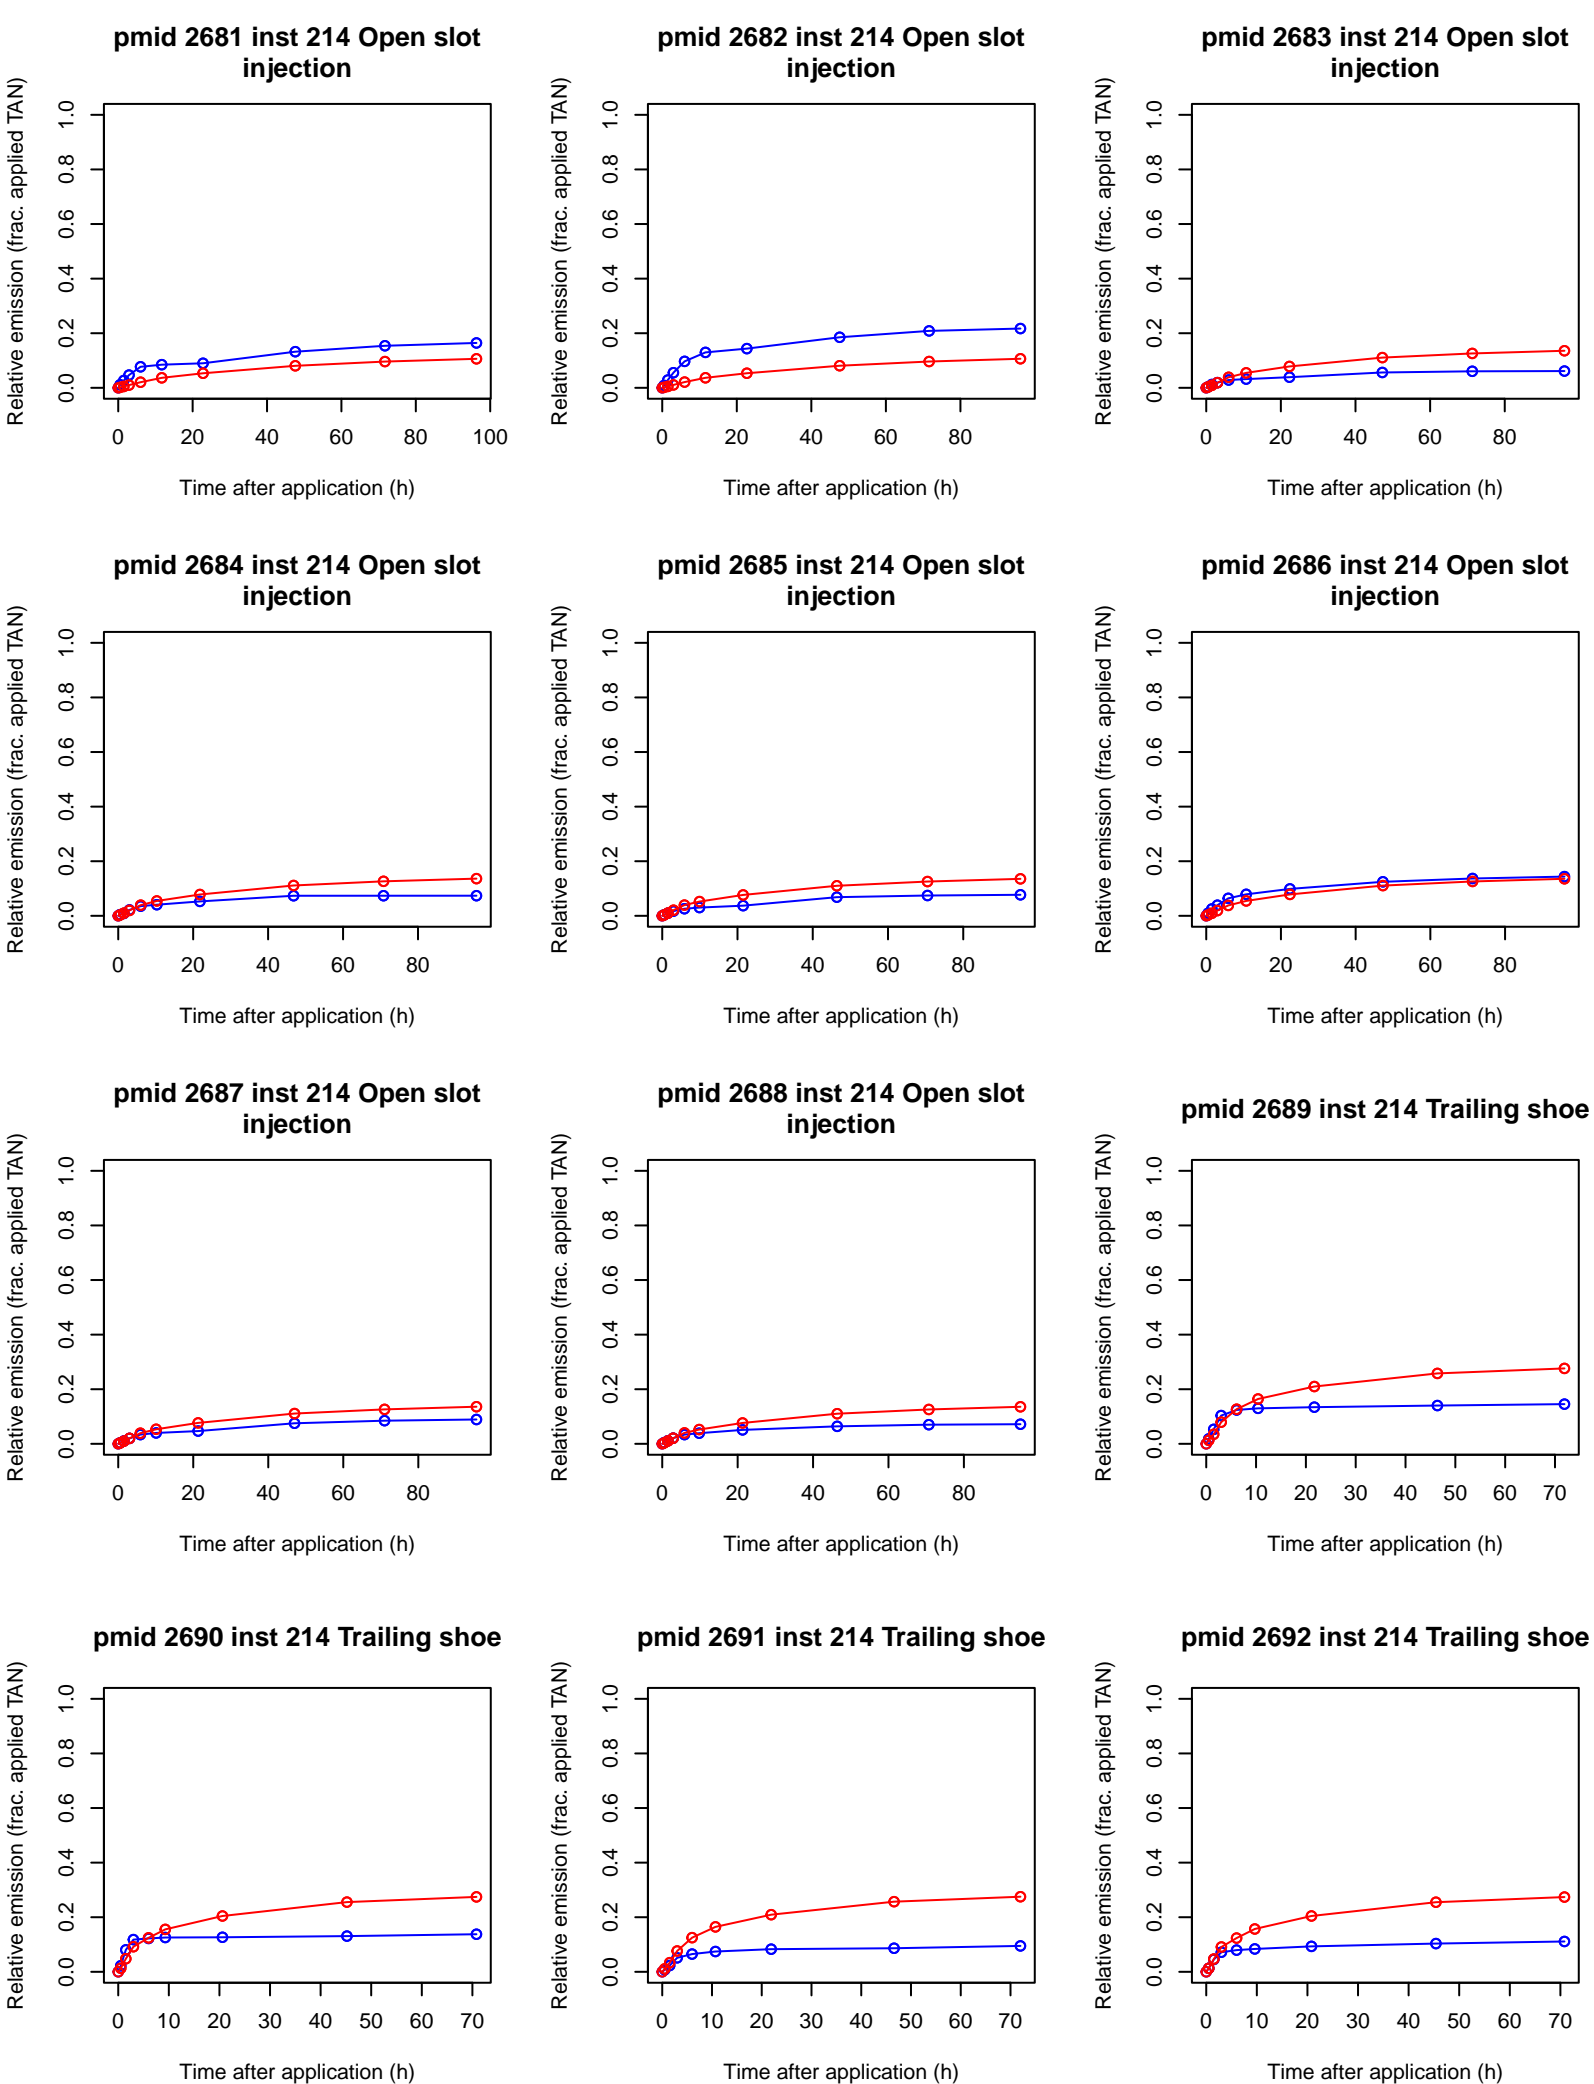 pmid 2681 inst 214 Open slot
injection
Relative emission (frac. applied TAN)
1.0
0.8
0.6
0.4
0.2
0.0
0 20 40 60 80 100
Time after application (h)
pmid 2682 inst 214 Open slot
injection
Relative emission (frac. applied TAN)
1.0
0.8
0.6
0.4
0.2
0.0
0 20 40 60 80
Time after application (h)
pmid 2683 inst 214 Open slot
injection
Relative emission (frac. applied TAN)
1.0
0.8
0.6
0.4
0.2
0.0
0 20 40 60 80
Time after application (h)
pmid 2684 inst 214 Open slot
injection
Relative emission (frac. applied TAN)
1.0
0.8
0.6
0.4
0.2
0.0
0 20 40 60 80
Time after application (h)
pmid 2685 inst 214 Open slot
injection
Relative emission (frac. applied TAN)
1.0
0.8
0.6
0.4
0.2
0.0
0 20 40 60 80
Time after application (h)
pmid 2686 inst 214 Open slot
injection
Relative emission (frac. applied TAN)
1.0
0.8
0.6
0.4
0.2
0.0
0 20 40 60 80
Time after application (h)
pmid 2687 inst 214 Open slot
injection
Relative emission (frac. applied TAN)
1.0
0.8
0.6
0.4
0.2
0.0
0 20 40 60 80
Time after application (h)
pmid 2688 inst 214 Open slot
injection
Relative emission (frac. applied TAN)
1.0
0.8
0.6
0.4
0.2
0.0
0 20 40 60 80
Time after application (h)
pmid 2689 inst 214 Trailing shoe
Relative emission (frac. applied TAN)
1.0
0.8
0.6
0.4
0.2
0.0
0 10 20 30 40 50 60 70
Time after application (h)
pmid 2690 inst 214 Trailing shoe
Relative emission (frac. applied TAN)
1.0
0.8
0.6
0.4
0.2
0.0
0 10 20 30 40 50 60 70
Time after application (h)
pmid 2691 inst 214 Trailing shoe
Relative emission (frac. applied TAN)
1.0
0.8
0.6
0.4
0.2
0.0
0 10 20 30 40 50 60 70
Time after application (h)
pmid 2692 inst 214 Trailing shoe
Relative emission (frac. applied TAN)
1.0
0.8
0.6
0.4
0.2
0.0
0 10 20 30 40 50 60 70
Time after application (h)